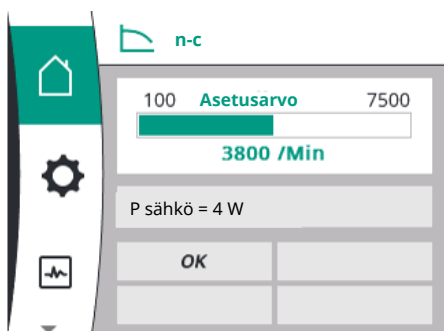 n-c
100 Asetusarvo 7500
3800 /Min
P sähkö = 4 W
OK